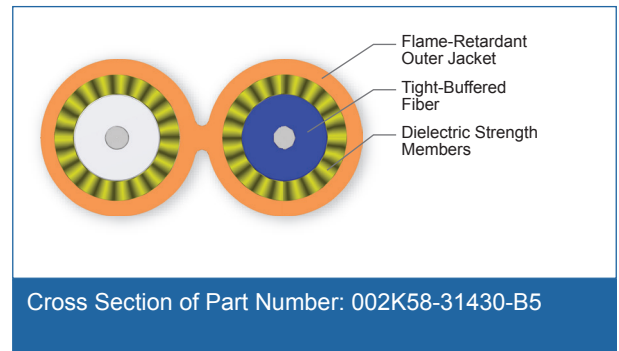 Flame-Retardant
Outer Jacket
Tight-Buffered
Fiber
Dielectric Strength
Members
Cross Section of Part Number: 002K58-31430-B5